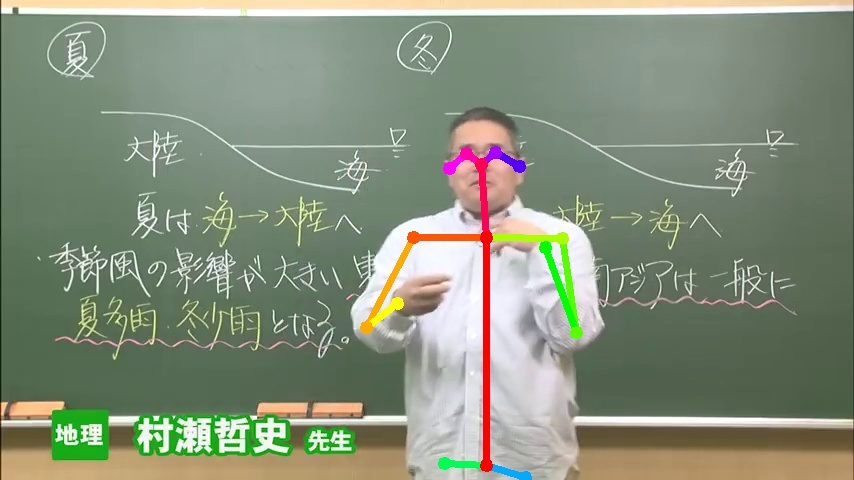 夏
冬
大陸
海
海
夏は 海→大陸へ
大陸→海へ
季節風の影響が大きい 東
アジアは一般に
夏多雨・冬少雨となる。
地理 村瀬哲史 先生